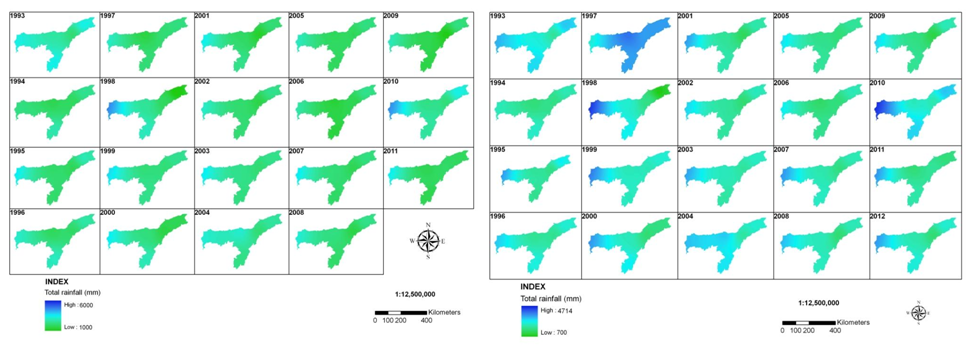 1993 1997 2001 2005 2009
1994 1998 2002 2006 2010
1995 1999 2003 2007 2011
1996 2000 2004 2008
N
W E
S
INDEX
Total rainfall (mm)
High : 6000
Low : 1000
1:12,500,000
Kilometers
0 100 200 400
1993 1997 2001 2005 2009
1994 1998 2002 2006 2010
1995 1999 2003 2007 2011
1996 2000 2004 2008 2012
INDEX
Total rainfall (mm)
High : 4714
Low : 700
1:12,500,000
Kilometers
0 100 200 400
N
W E
S